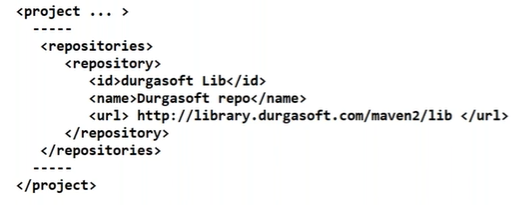 <project ... >
-----
<repositories>
<repository>
<id>durgasoft Lib</id>
<name>Durgasoft repo</name>
<url> http://library.durgasoft.com/maven2/lib </url>
</repository>
</repositories>
-----
</project>